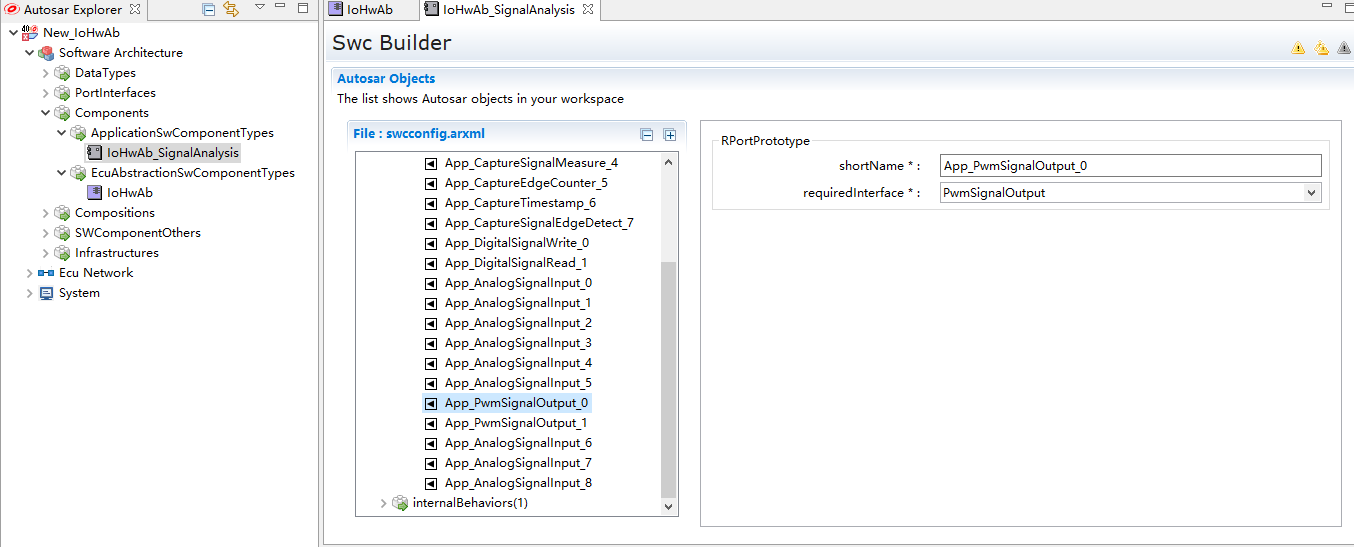 Autosar Explorer
New_IoHwAb
Software Architecture
DataTypes
PortInterfaces
Components
ApplicationSwComponentTypes
IoHwAb_SignalAnalysis
EcuAbstractionSwComponentTypes
IoHwAb
Compositions
SWComponentOthers
Infrastructures
Ecu Network
System
IoHwAb
IoHwAb_SignalAnalysis
Swc Builder
Autosar Objects
The list shows Autosar objects in your workspace
File : swcconfig.arxml
App_CaptureSignalMeasure_4
App_CaptureEdgeCounter_5
App_CaptureTimestamp_6
App_CaptureSignalEdgeDetect_7
App_DigitalSignalWrite_0
App_DigitalSignalRead_1
App_AnalogSignalInput_0
App_AnalogSignalInput_1
App_AnalogSignalInput_2
App_AnalogSignalInput_3
App_AnalogSignalInput_4
App_AnalogSignalInput_5
App_PwmSignalOutput_0
App_PwmSignalOutput_1
App_AnalogSignalInput_6
App_AnalogSignalInput_7
App_AnalogSignalInput_8
internalBehaviors(1)
RPortPrototype
shortName * : App_PwmSignalOutput_0
requiredInterface * : PwmSignalOutput